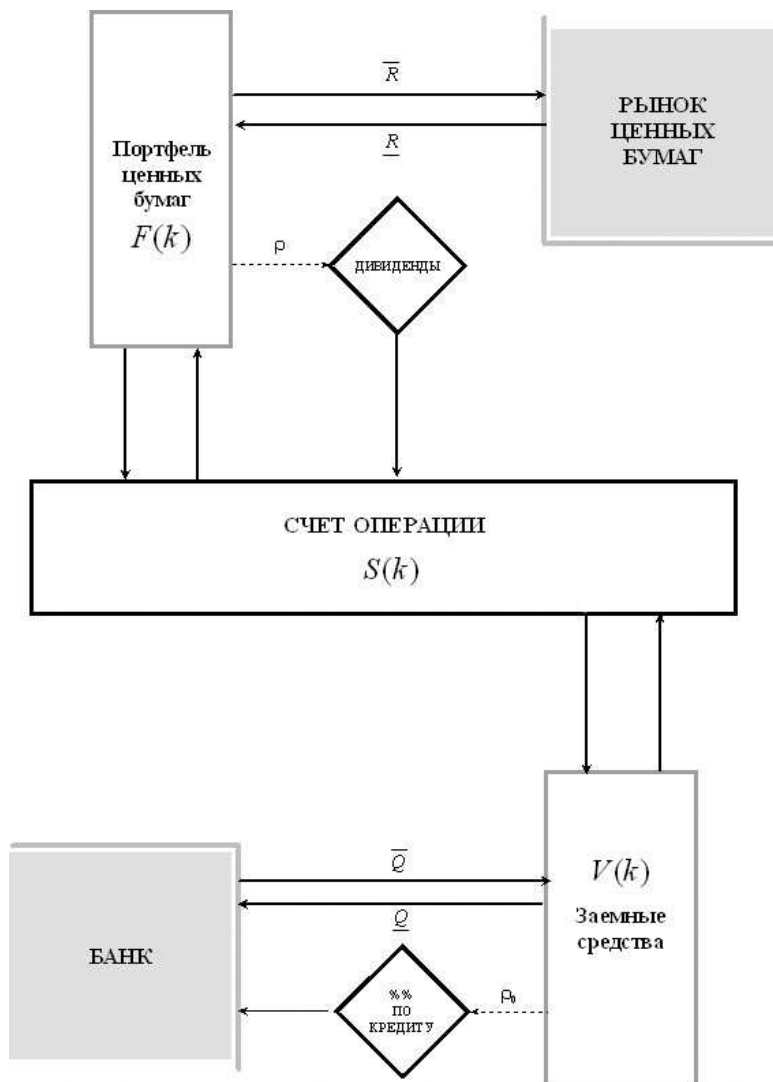 R̅
РЫНОК
ЦЕННЫХ
БУМАГ
R̲
Портфель
ценных
бумаг
F(k)
ρ
ДИВИДЕНДЫ
СЧЕТ ОПЕРАЦИИ
S(k)
Q̅
V(k)
Q̲
Заемные
средства
БАНК
%%
ПО
КРЕДИТУ
ρ₀